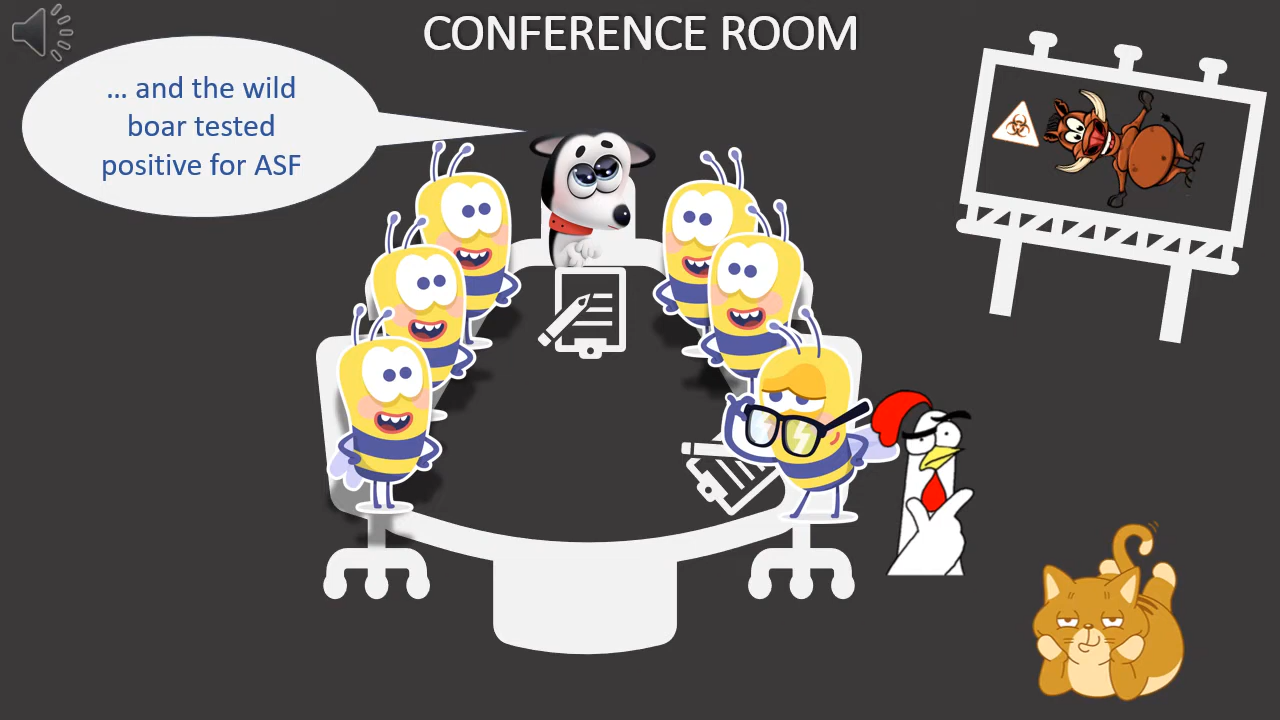 CONFERENCE ROOM
... and the wild
boar tested
positive for ASF